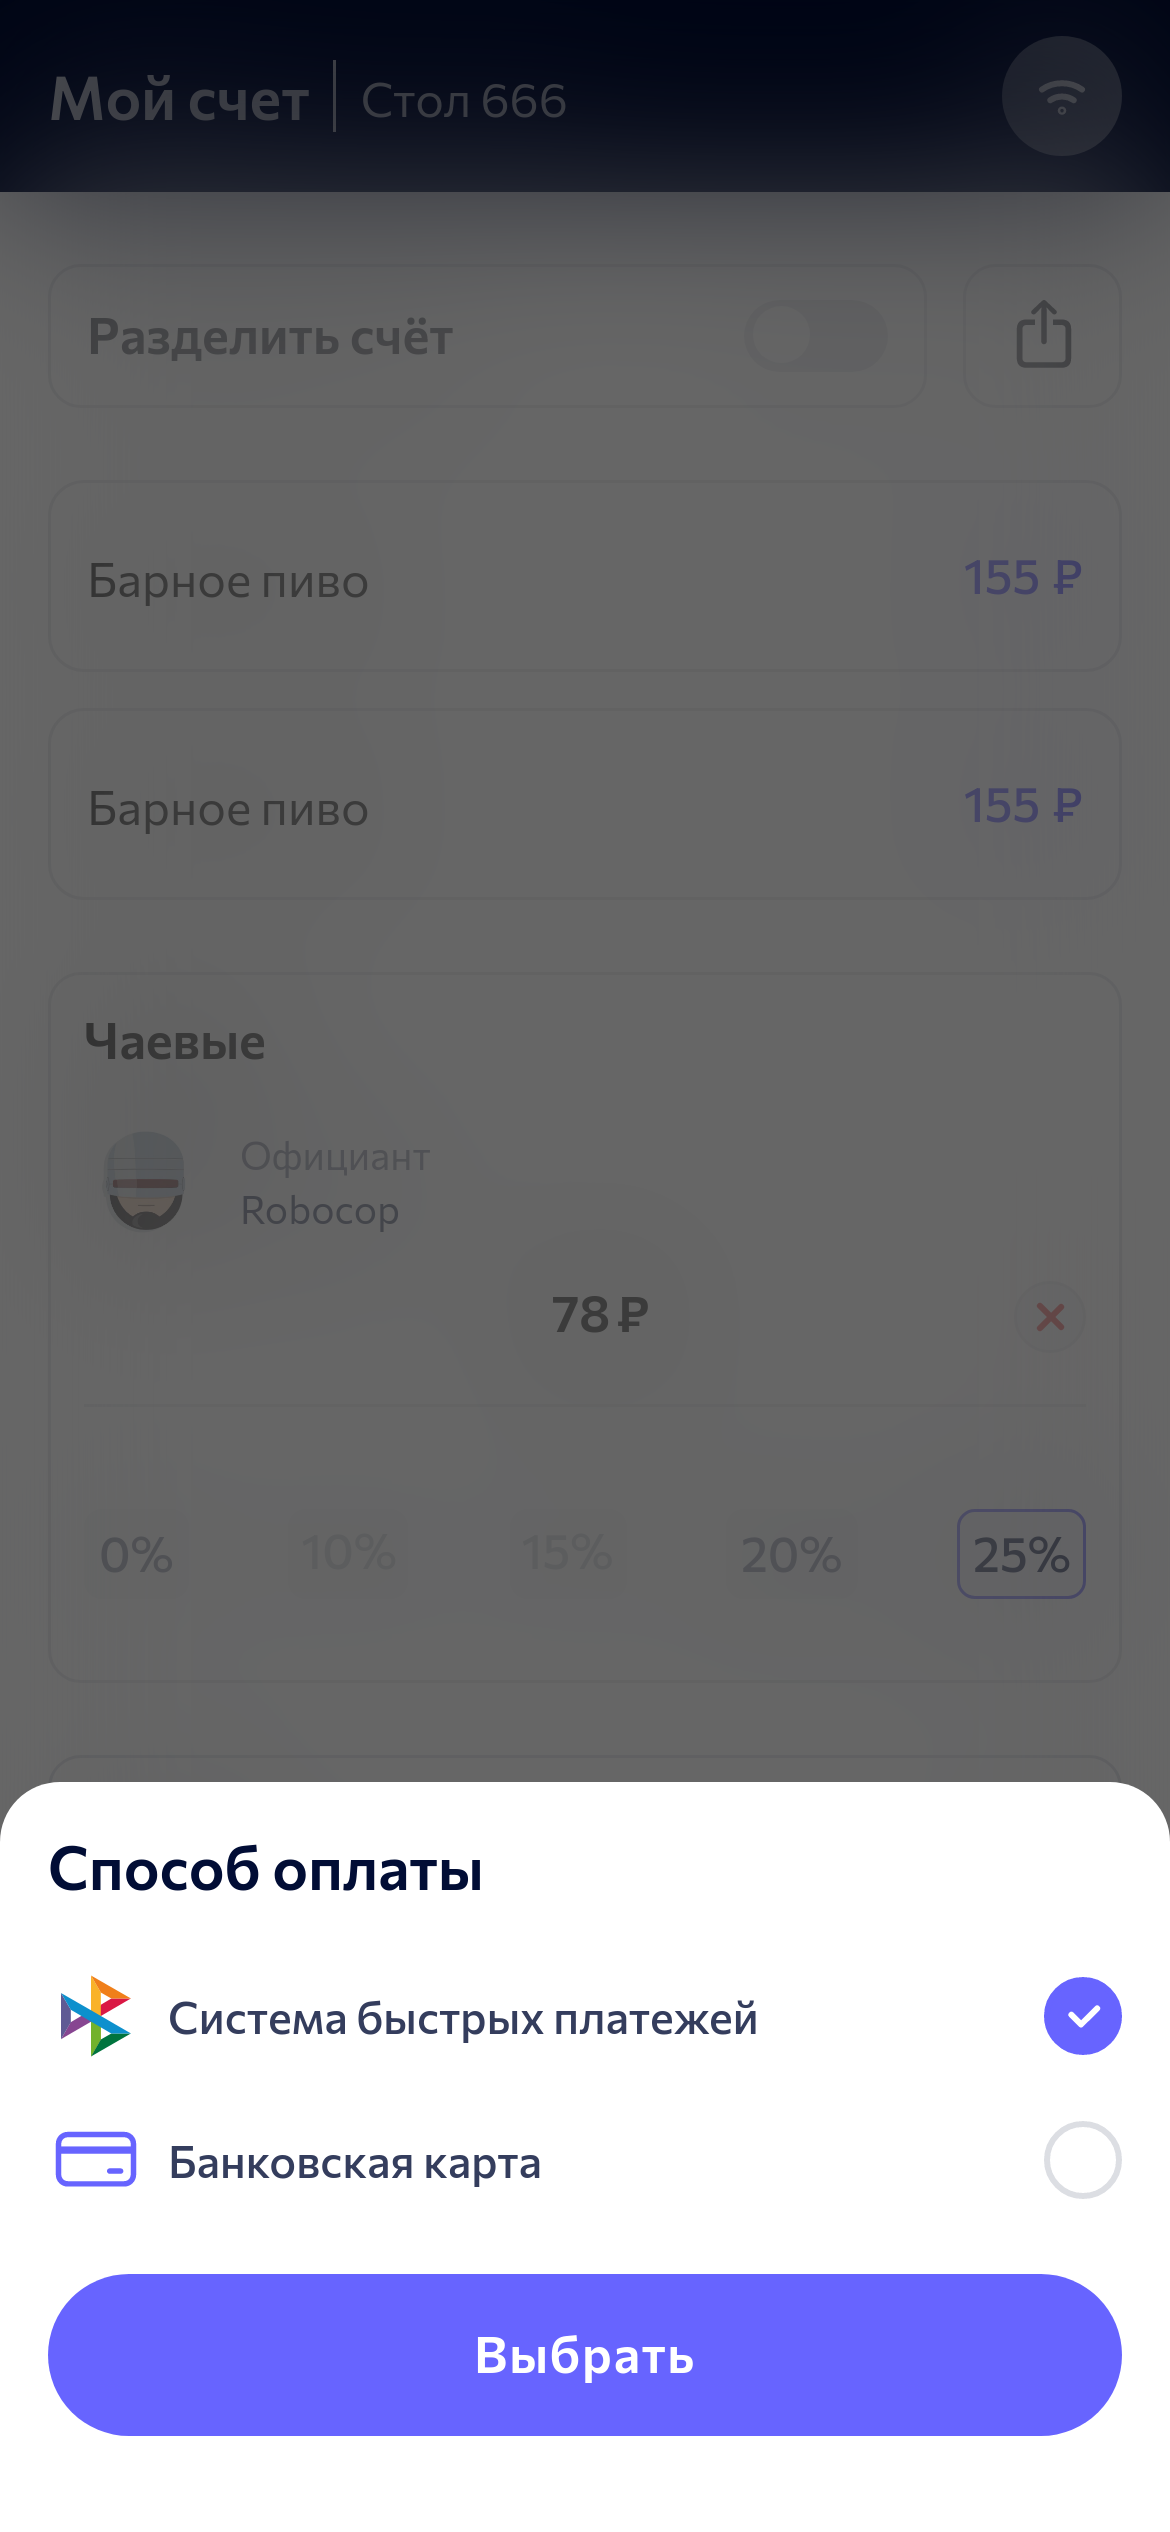 Мой счет | Стол 666
Разделить счёт
Барное пиво 155 ₽
Барное пиво 155 ₽
Чаевые
Официант
Robocop
78 ₽
0% 10% 15% 20% 25%
Способ оплаты
Система быстрых платежей
Банковская карта
Выбрать